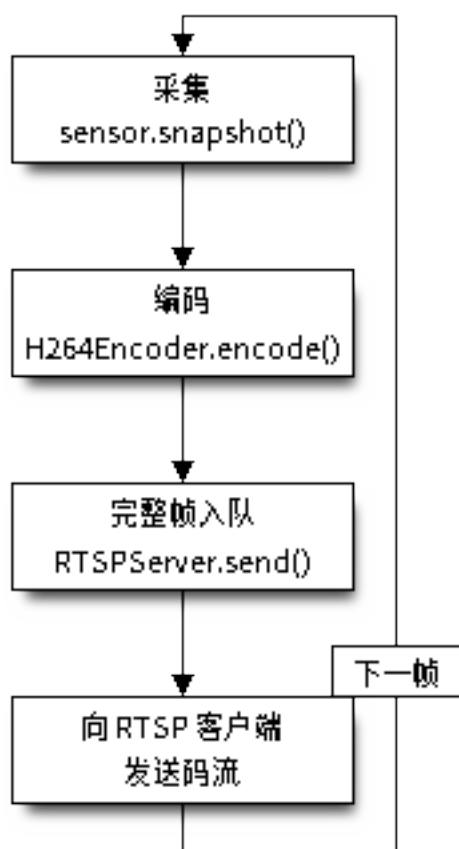 采集
sensor.snapshot()
编码
H264Encoder.encode()
完整帧入队
RTSPServer.send()
下一帧
向 RTSP 客户端
发送码流